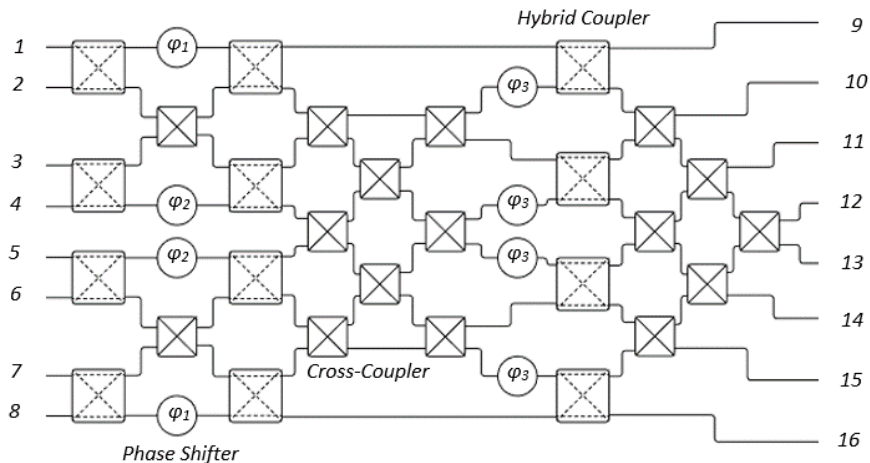 Hybrid Coupler
9
1
φ1
2
φ3
10
11
3
4
φ2
φ3
12
5
φ2
φ3
13
6
14
7
Cross-Coupler
φ3
15
8
φ1
16
Phase Shifter